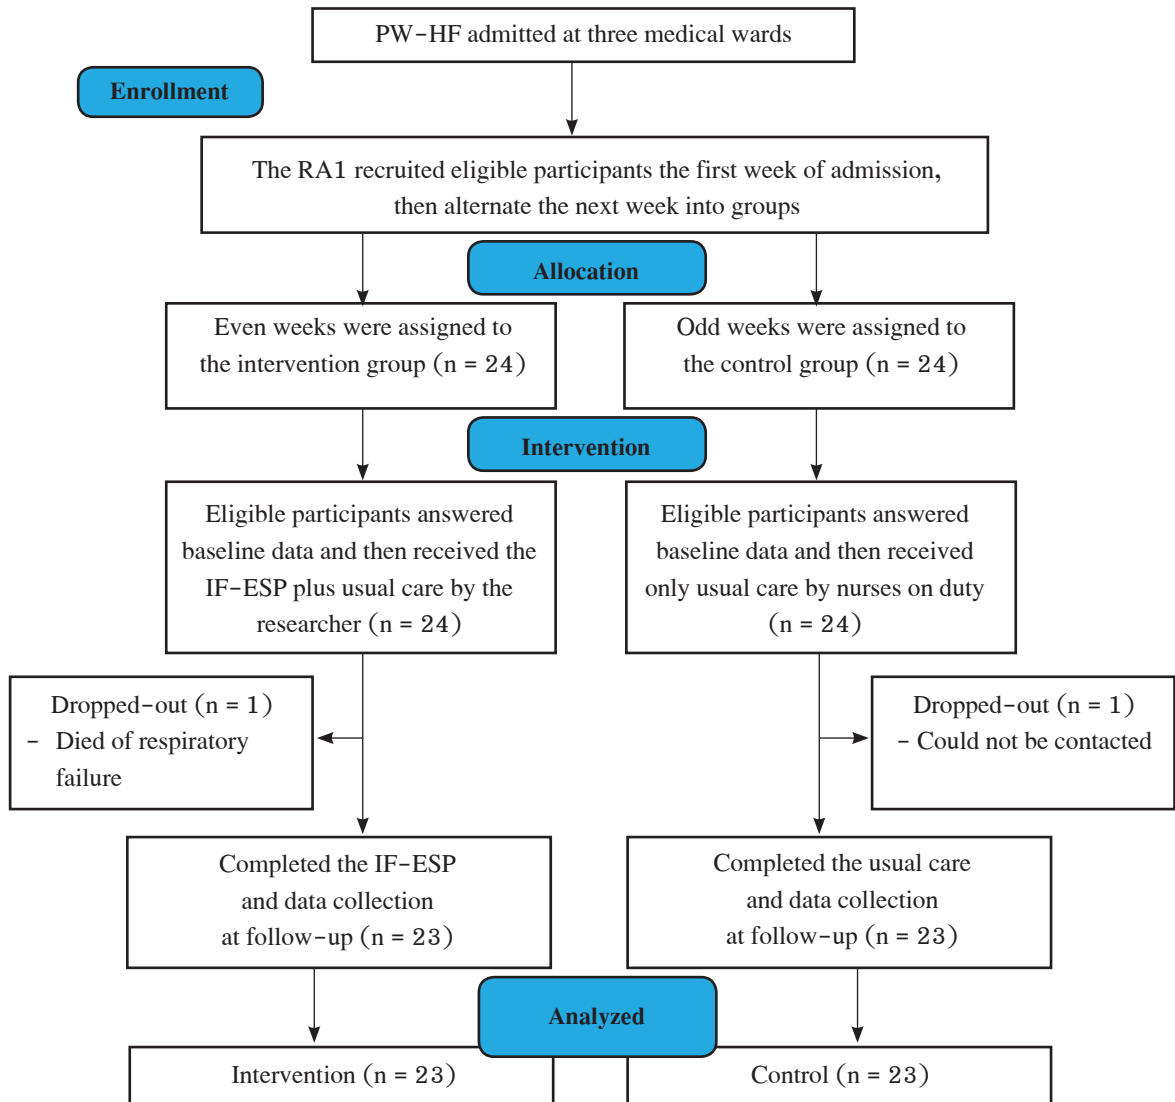 PW-HF admitted at three medical wards
Enrollment
The RA1 recruited eligible participants the first week of admission,
then alternate the next week into groups
Allocation
Even weeks were assigned to
the intervention group (n = 24)
Odd weeks were assigned to
the control group (n = 24)
Intervention
Eligible participants answered
baseline data and then received the
IF-ESP plus usual care by the
researcher (n = 24)
Eligible participants answered
baseline data and then received
only usual care by nurses on duty
(n = 24)
Dropped-out (n = 1)
- Died of respiratory
failure
Dropped-out (n = 1)
- Could not be contacted
Completed the IF-ESP
and data collection
at follow-up (n = 23)
Completed the usual care
and data collection
at follow-up (n = 23)
Analyzed
Intervention (n = 23)
Control (n = 23)